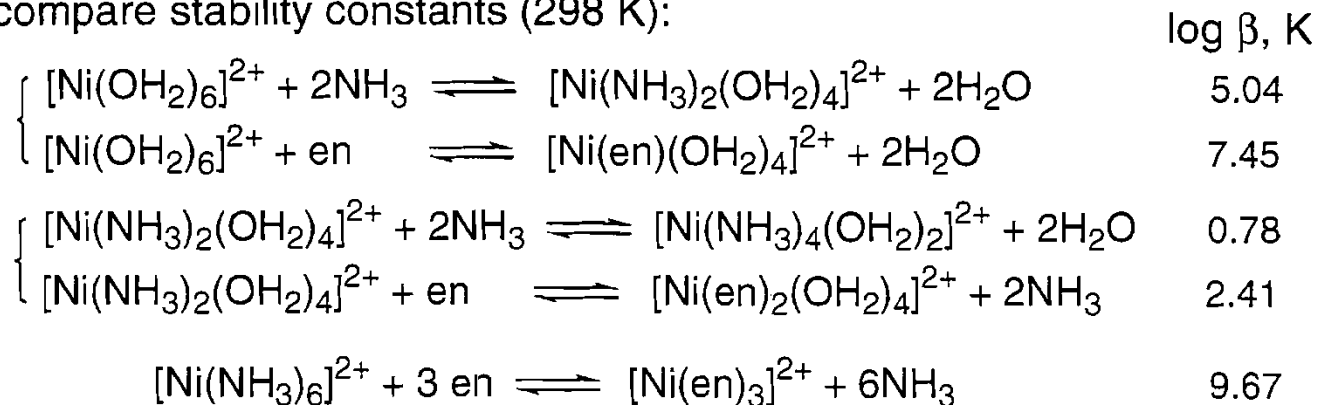 compare stability constants (298 K):
log β, K
[Ni(OH₂)₆]²⁺ + 2NH₃ ⇌ [Ni(NH₃)₂(OH₂)₄]²⁺ + 2H₂O 5.04
[Ni(OH₂)₆]²⁺ + en ⇌ [Ni(en)(OH₂)₄]²⁺ + 2H₂O 7.45
[Ni(NH₃)₂(OH₂)₄]²⁺ + 2NH₃ ⇌ [Ni(NH₃)₄(OH₂)₂]²⁺ + 2H₂O 0.78
[Ni(NH₃)₂(OH₂)₄]²⁺ + en ⇌ [Ni(en)₂(OH₂)₄]²⁺ + 2NH₃ 2.41
[Ni(NH₃)₆]²⁺ + 3 en ⇌ [Ni(en)₃]²⁺ + 6NH₃ 9.67